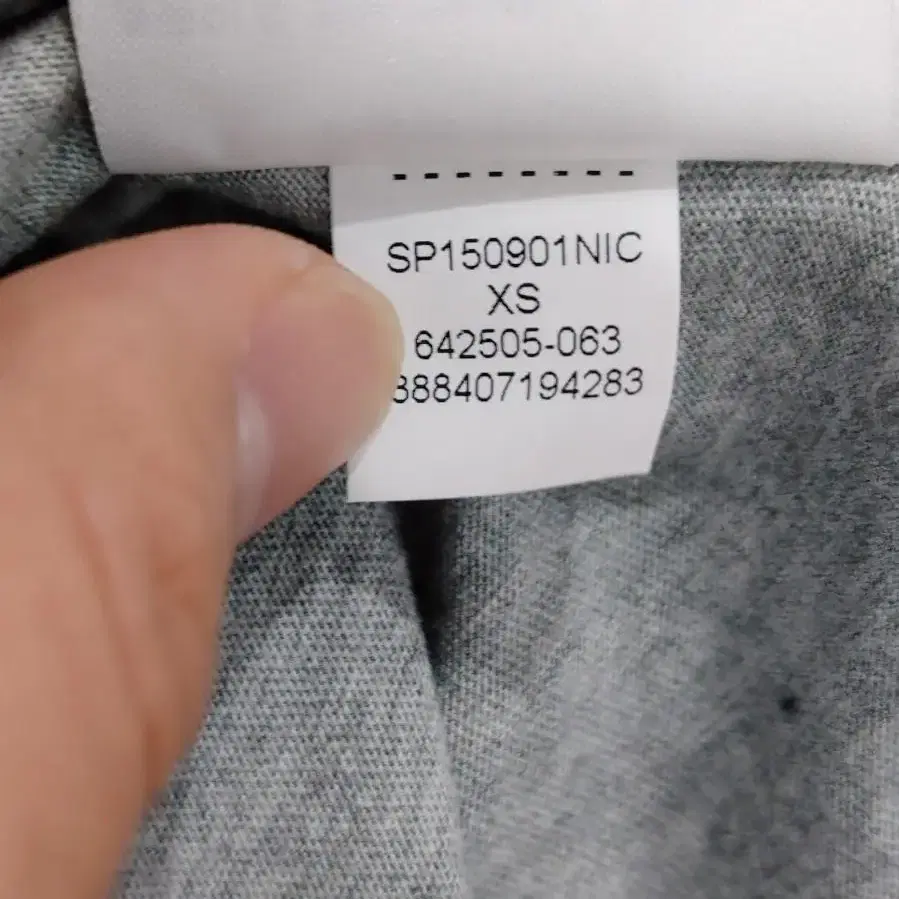 --------
SP150901NIC
XS
642505-063
888407194283